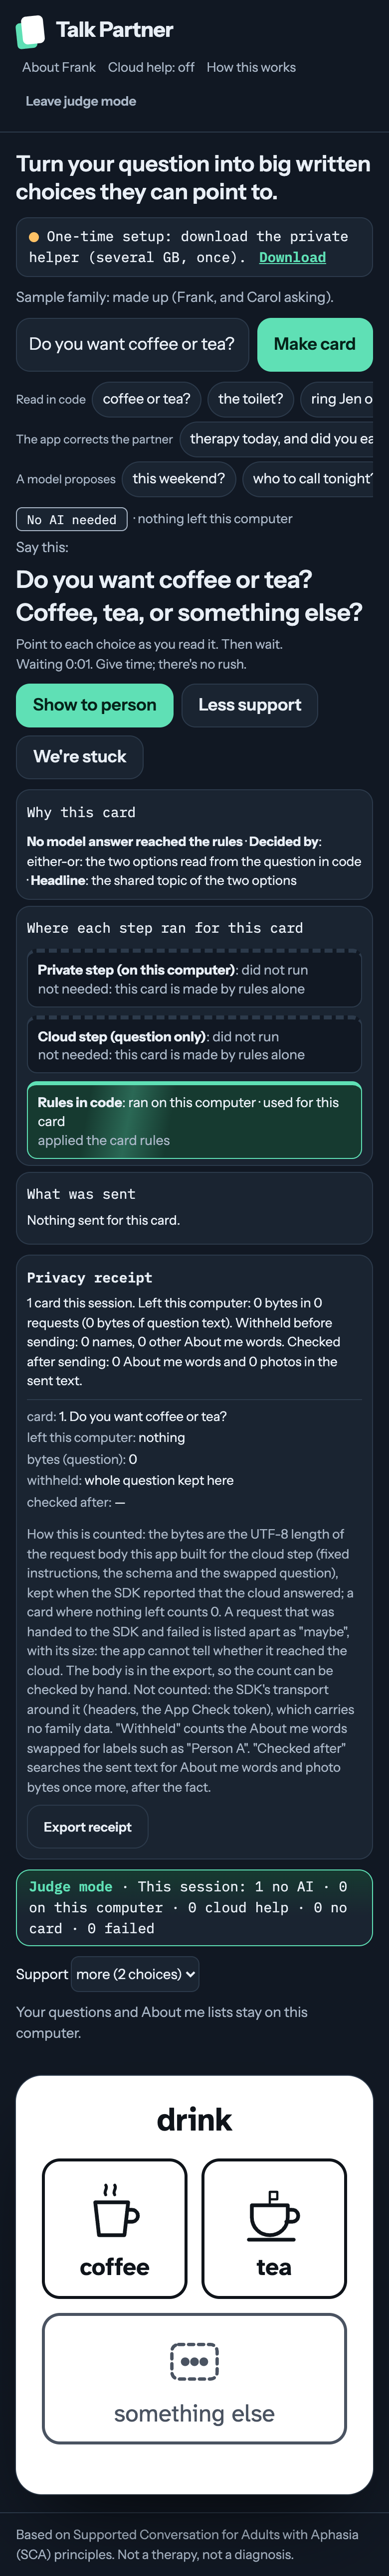 Talk Partner
About Frank Cloud help: off How this works
Leave judge mode
Turn your question into big written
choices they can point to.
One-time setup: download the private
helper (several GB, once). Download
Sample family: made up (Frank, and Carol asking).
Do you want coffee or tea? Make card
Read in code coffee or tea? the toilet? ring Jen o
The app corrects the partner therapy today, and did you ea
A model proposes this weekend? who to call tonight?
No AI needed · nothing left this computer
Say this:
Do you want coffee or tea?
Coffee, tea, or something else?
Point to each choice as you read it. Then wait.
Waiting 0:01. Give time; there's no rush.
Show to person Less support
We're stuck
Why this card
No model answer reached the rules · Decided by:
either-or: the two options read from the question in code
· Headline: the shared topic of the two options
Where each step ran for this card
Private step (on this computer): did not run
not needed: this card is made by rules alone
Cloud step (question only): did not run
not needed: this card is made by rules alone
Rules in code: ran on this computer · used for this
card
applied the card rules
What was sent
Nothing sent for this card.
Privacy receipt
1 card this session. Left this computer: 0 bytes in 0
requests (0 bytes of question text). Withheld before
sending: 0 names, 0 other About me words. Checked
after sending: 0 About me words and 0 photos in the
sent text.
card: 1. Do you want coffee or tea?
left this computer: nothing
bytes (question): 0
withheld: whole question kept here
checked after: —
How this is counted: the bytes are the UTF-8 length of
the request body this app built for the cloud step (fixed
instructions, the schema and the swapped question),
kept when the SDK reported that the cloud answered; a
card where nothing left counts 0. A request that was
handed to the SDK and failed is listed apart as "maybe",
with its size: the app cannot tell whether it reached the
cloud. The body is in the export, so the count can be
checked by hand. Not counted: the SDK's transport
around it (headers, the App Check token), which carries
no family data. "Withheld" counts the About me words
swapped for labels such as "Person A". "Checked after"
searches the sent text for About me words and photo
bytes once more, after the fact.
Export receipt
Judge mode · This session: 1 no AI · 0
on this computer · 0 cloud help · 0 no
card · 0 failed
Support more (2 choices)
Your questions and About me lists stay on this
computer.
drink
coffee tea
something else
Based on Supported Conversation for Adults with Aphasia
(SCA) principles. Not a therapy, not a diagnosis.